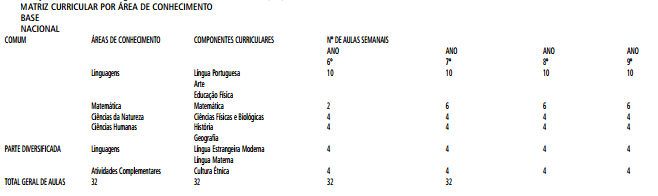 MATRIZ CURRICULAR POR ÁREA DE CONHECIMENTO
BASE
NACIONAL
COMUM ÁREAS DE CONHECIMENTO COMPONENTES CURRICULARES Nº DE AULAS SEMANAIS
ANO ANO ANO ANO
6º 7º 8º 9º
Linguagens Língua Portuguesa 10 10 10 10
Arte
Educação Física
Matemática Matemática 2 6 6 6
Ciências da Natureza Ciências Físicas e Biológicas 4 4 4 4
Ciências Humanas História 4 4 4 4
Geografia
PARTE DIVERSIFICADA Linguagens Língua Estrangeira Moderna 4 4 4 4
Língua Materna
Atividades Complementares Cultura Étnica 4 4 4 4
TOTAL GERAL DE AULAS 32 32 32 32